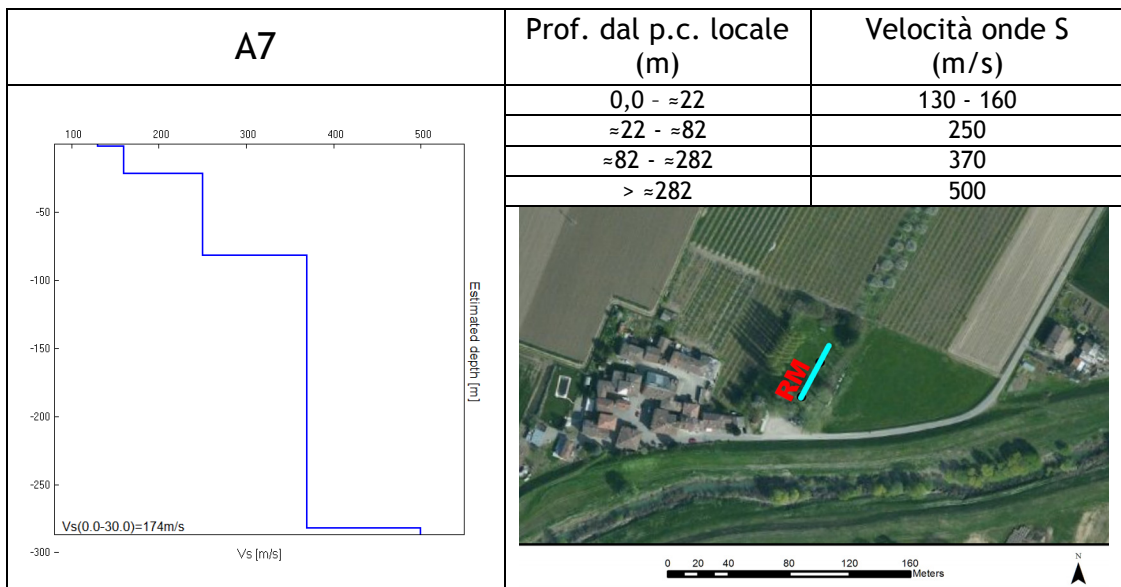 A7
Prof. dal p.c. locale
(m)
Velocità onde S
(m/s)
0,0 - ≈22
130 - 160
≈22 - ≈82
250
≈82 - ≈282
370
> ≈282
500
100 200 300 400 500
-50
-100
-150
-200
-250
-300
Estimated depth [m]
Vs(0.0-30.0)=174m/s
Vs [m/s]
RM
0 20 40 80 120 160
Meters
N